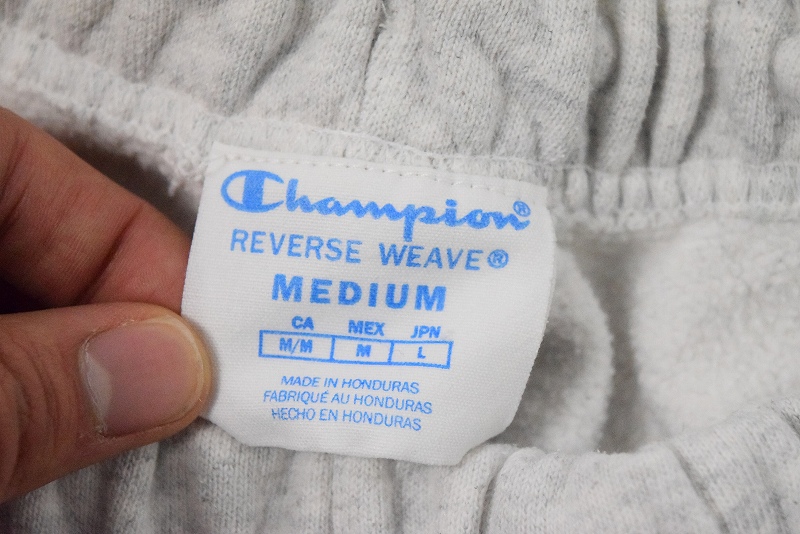 Champion®
REVERSE WEAVE®
MEDIUM
CA MEX JPN
M/M M L
MADE IN HONDURAS
FABRIQUÉ AU HONDURAS
HECHO EN HONDURAS